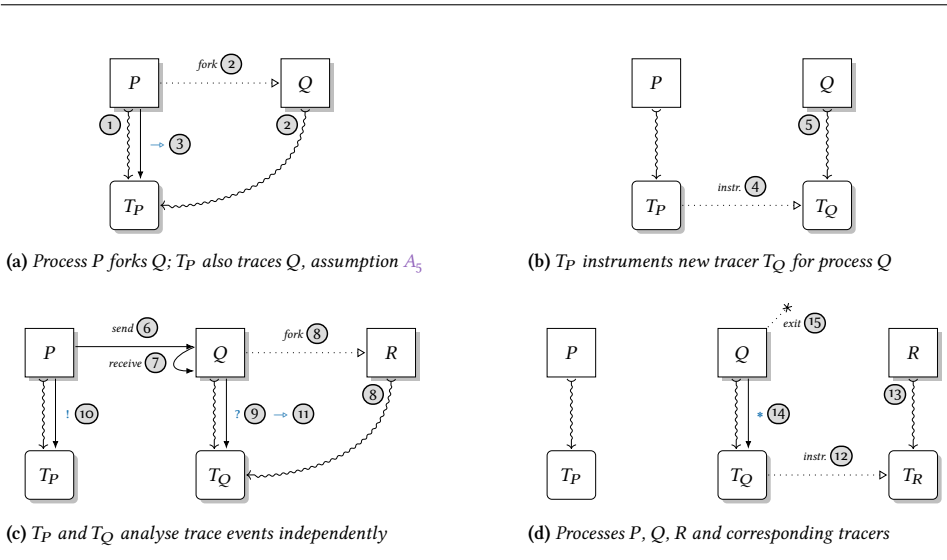 P
fork 2
Q
1
→ 3
2
T_P
(a) Process P forks Q; T_P also traces Q, assumption A_5
P
Q
5
instr. 4
T_P
T_Q
(b) T_P instruments new tracer T_Q for process Q
P
send 6
receive 7
Q
fork 8
R
! 10
? 9 → 11
8
T_P
T_Q
(c) T_P and T_Q analyse trace events independently
exit 15
P
Q
R
13
* 14
instr. 12
T_P
T_Q
T_R
(d) Processes P, Q, R and corresponding tracers